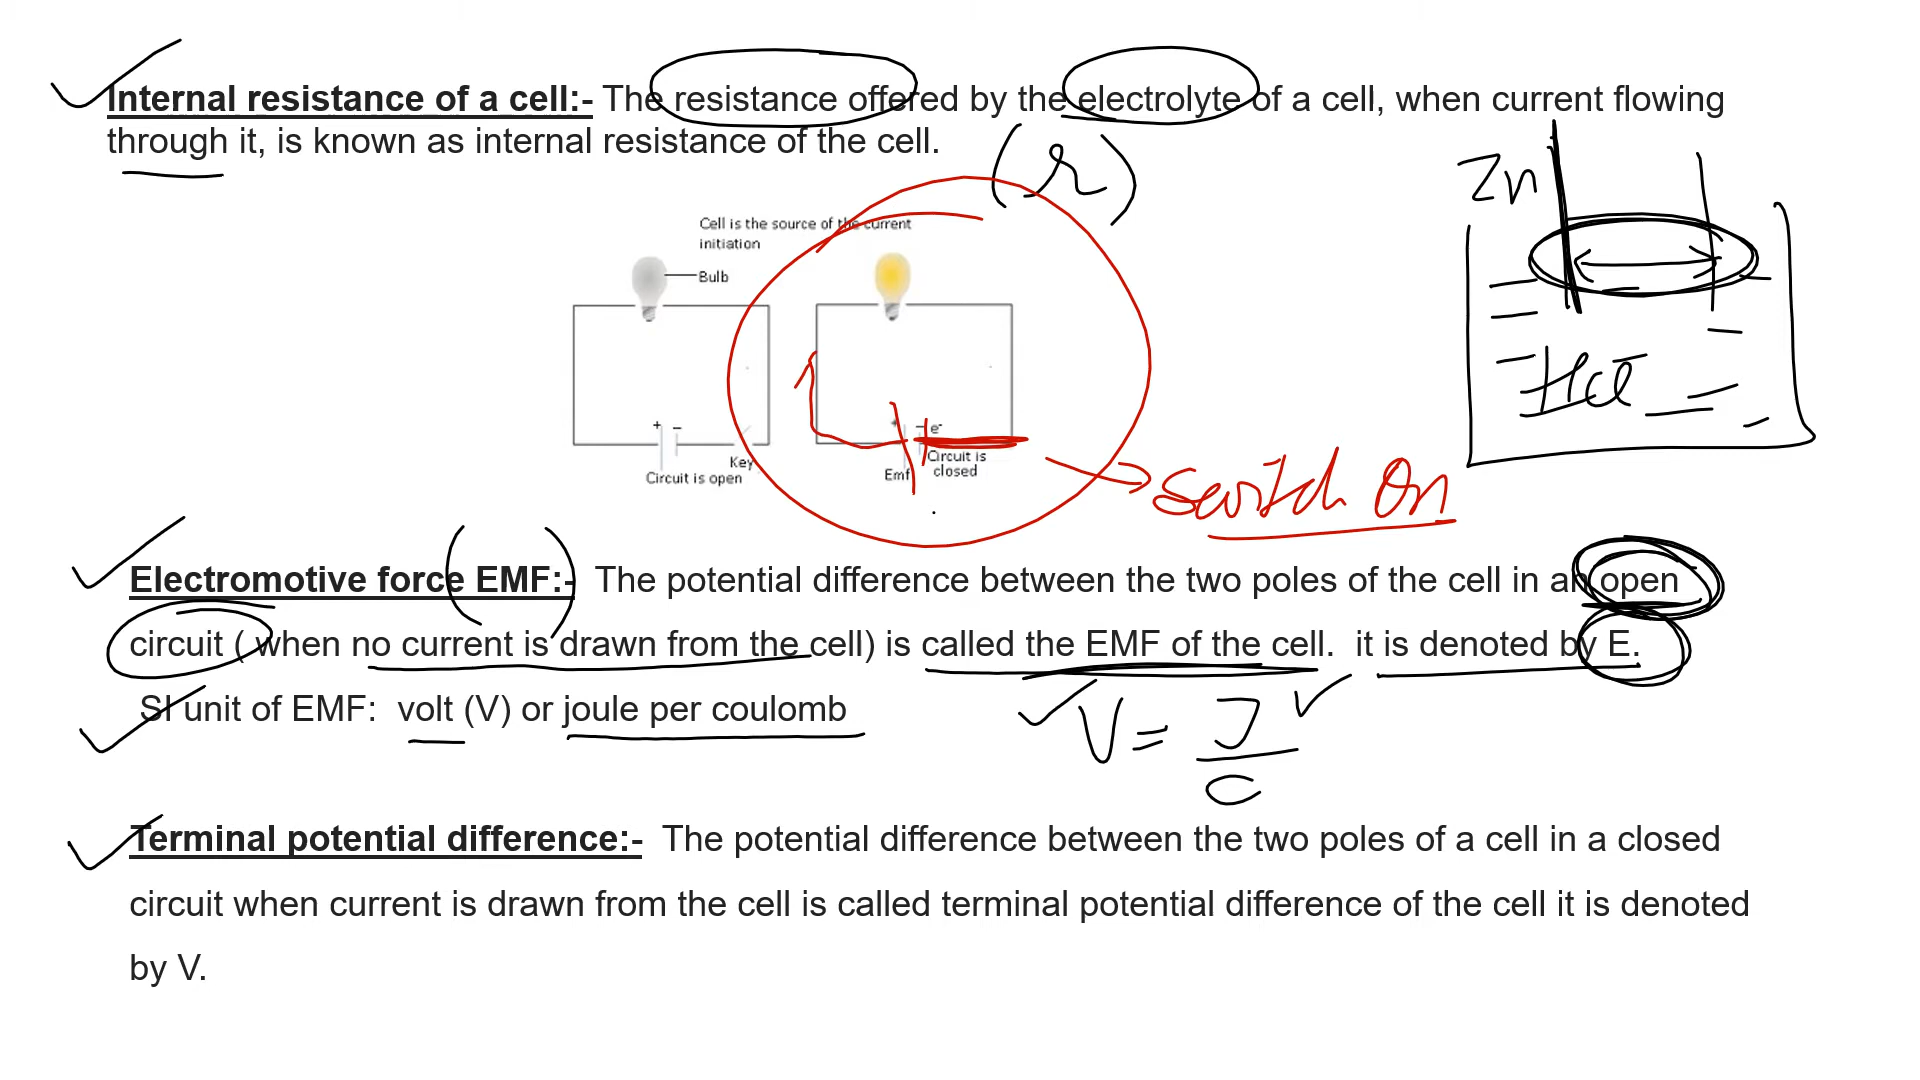 Internal resistance of a cell:- The resistance offered by the electrolyte of a cell, when current flowing
through it, is known as internal resistance of the cell.
(r)
Zn
Cell is the source of the current
initiation
Bulb
HCl
+ −
Key
Circuit is open
+ − e-
Circuit is
closed
Emf
Switch On
Electromotive force EMF:- The potential difference between the two poles of the cell in an open
circuit ( when no current is drawn from the cell) is called the EMF of the cell. it is denoted by E.
SI unit of EMF: volt (V) or joule per coulomb
V = J/C
Terminal potential difference:- The potential difference between the two poles of a cell in a closed
circuit when current is drawn from the cell is called terminal potential difference of the cell it is denoted
by V.